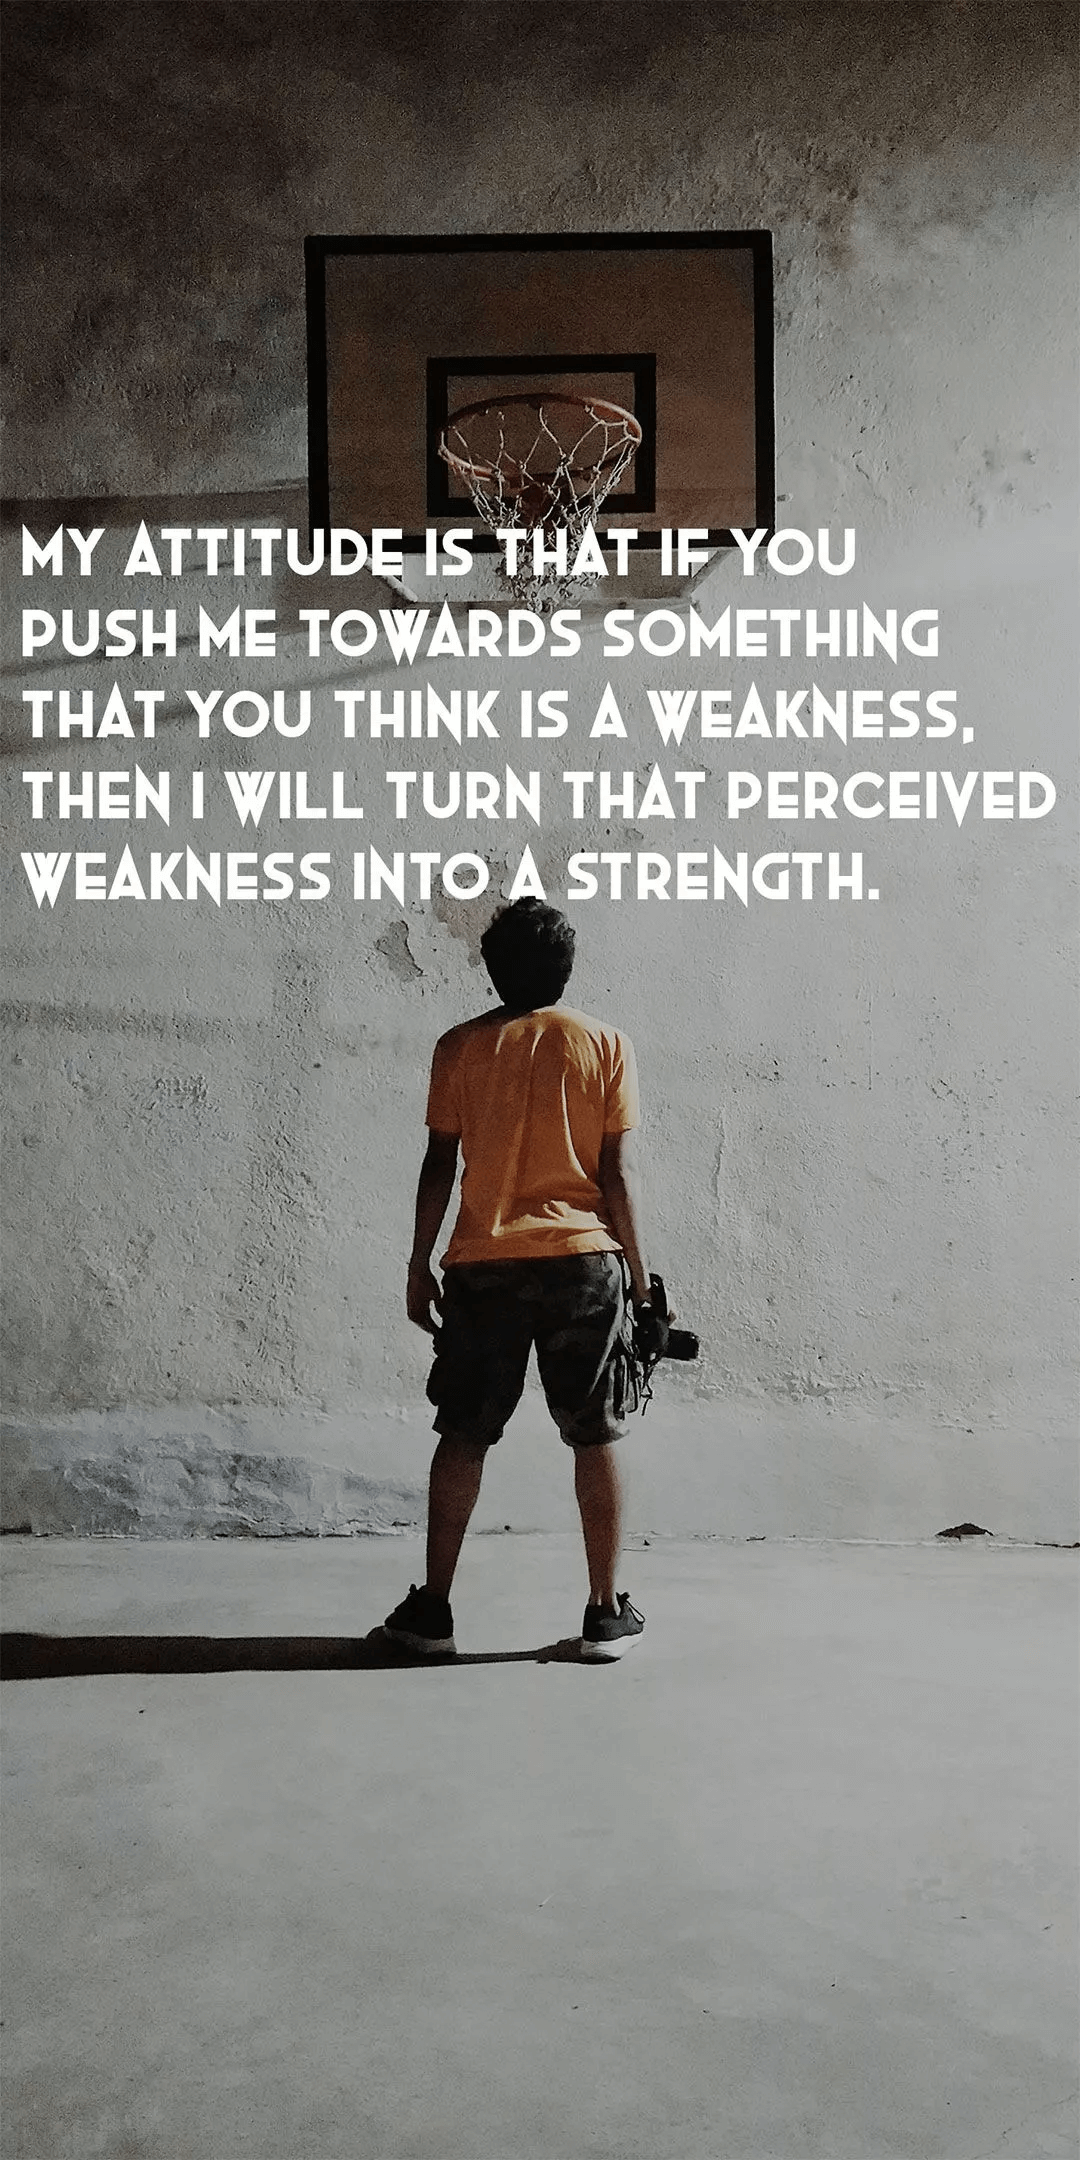 MY ATTITUDE IS THAT IF YOU
PUSH ME TOWARDS SOMETHING
THAT YOU THINK IS A WEAKNESS,
THEN I WILL TURN THAT PERCEIVED
WEAKNESS INTO A STRENGTH.